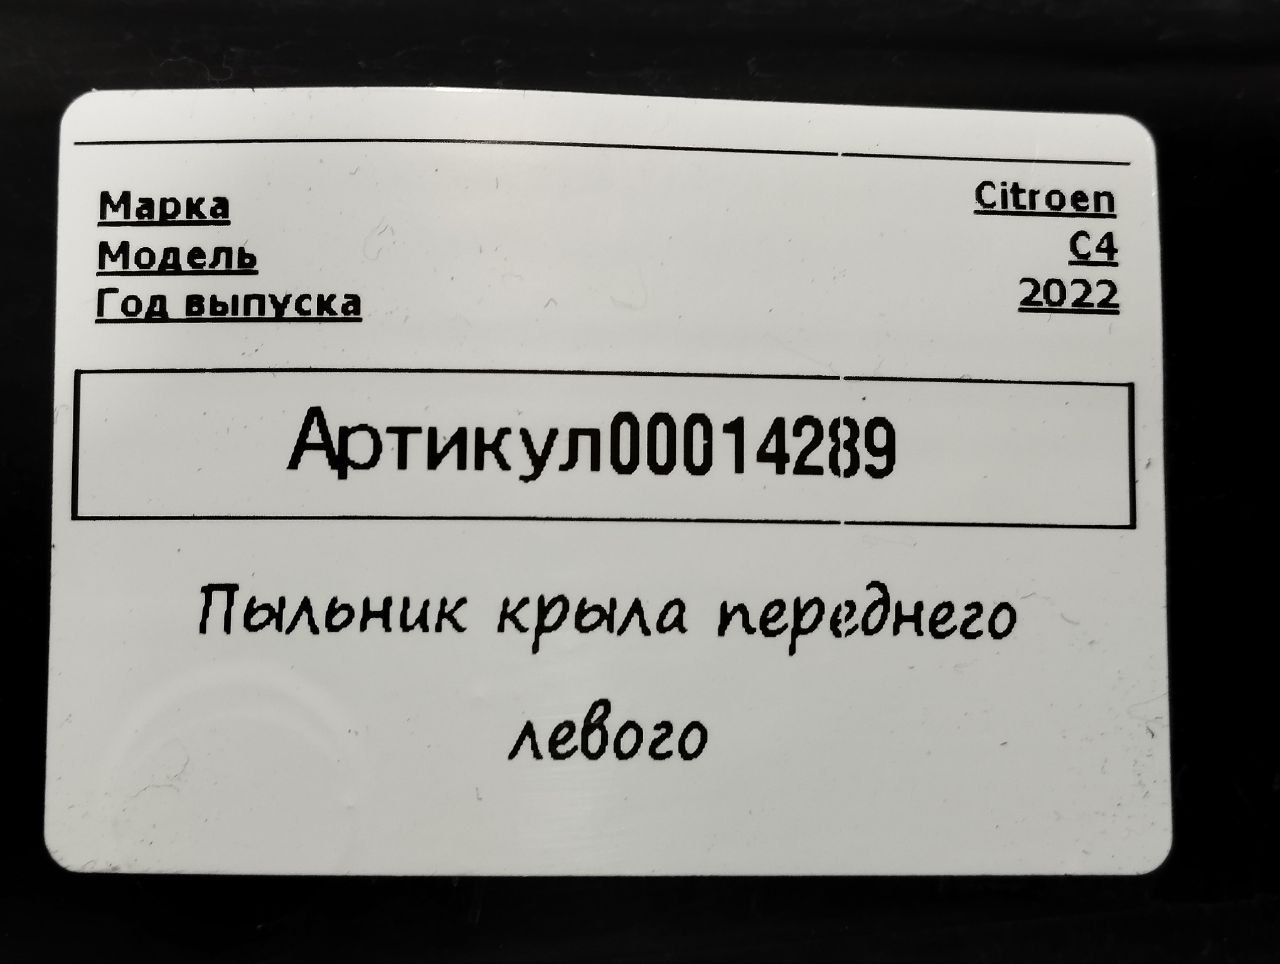 Марка Citroen
Модель C4
Год выпуска 2022
Артикул00014289
Пыльник крыла переднего
левого